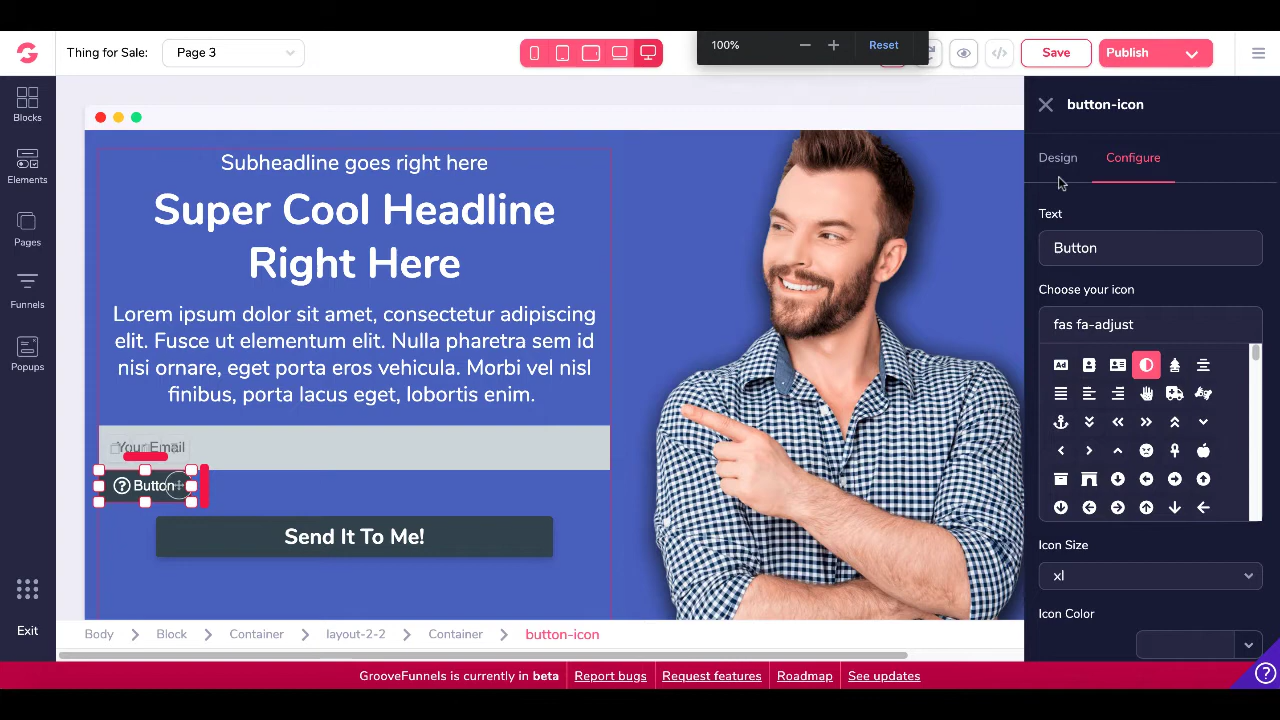 Thing for Sale:
Page 3
100%
Reset
Save
Publish
Blocks
Elements
Pages
Funnels
Popups
Exit
Subheadline goes right here
Super Cool Headline
Right Here
Lorem ipsum dolor sit amet, consectetur adipiscing
elit. Fusce ut elementum elit. Nulla pharetra sem id
nisi ornare, eget porta eros vehicula. Morbi vel nisl
finibus, porta lacus eget, lobortis enim.
Your Email
Button
Send It To Me!
button-icon
Design
Configure
Text
Button
Choose your icon
fas fa-adjust
Ad
Icon Size
xl
Icon Color
Body
Block
Container
layout-2-2
Container
button-icon
GrooveFunnels is currently in beta
Report bugs
Request features
Roadmap
See updates